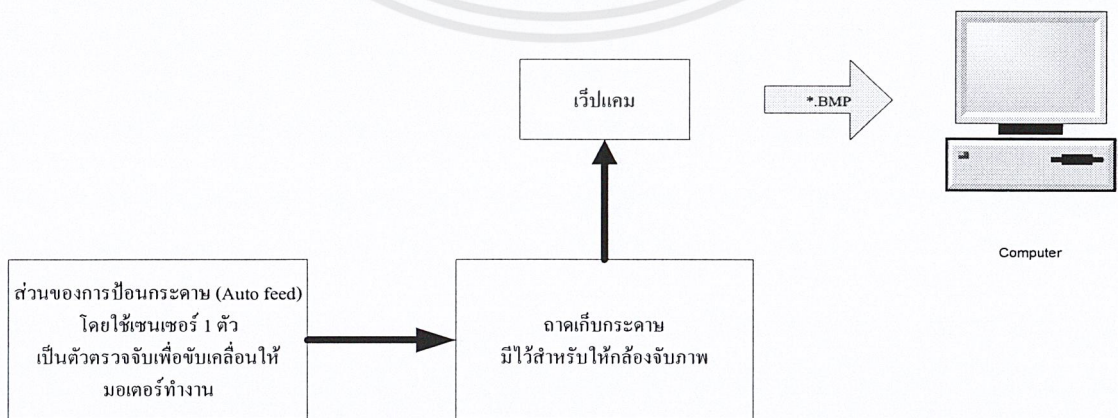 เว็ปแคม
*.BMP
Computer
ส่วนของการป้อนกระดาษ (Auto feed)
โดยใช้เซนเซอร์ 1 ตัว
เป็นตัวตรวจจับเพื่อขับเคลื่อนให้
มอเตอร์ทำงาน
ถาดเก็บกระดาษ
มีไว้สำหรับให้กล้องจับภาพ